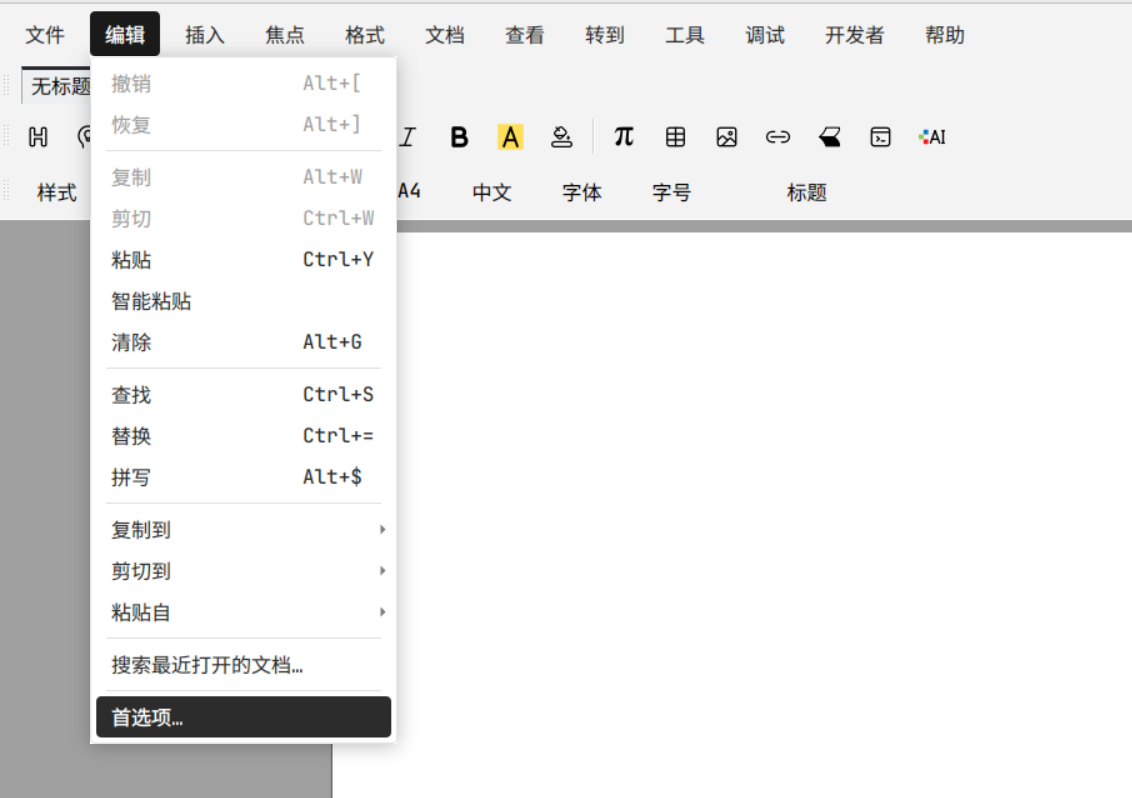 文件 编辑 插入 焦点 格式 文档 查看 转到 工具 调试 开发者 帮助
无标题
撤销 Alt+[
恢复 Alt+]
I B A π AI
复制 Alt+W
样式 A4 中文 字体 字号 标题
剪切 Ctrl+W
粘贴 Ctrl+Y
智能粘贴
清除 Alt+G
查找 Ctrl+S
替换 Ctrl+=
拼写 Alt+$
复制到
剪切到
粘贴自
搜索最近打开的文档…
首选项…